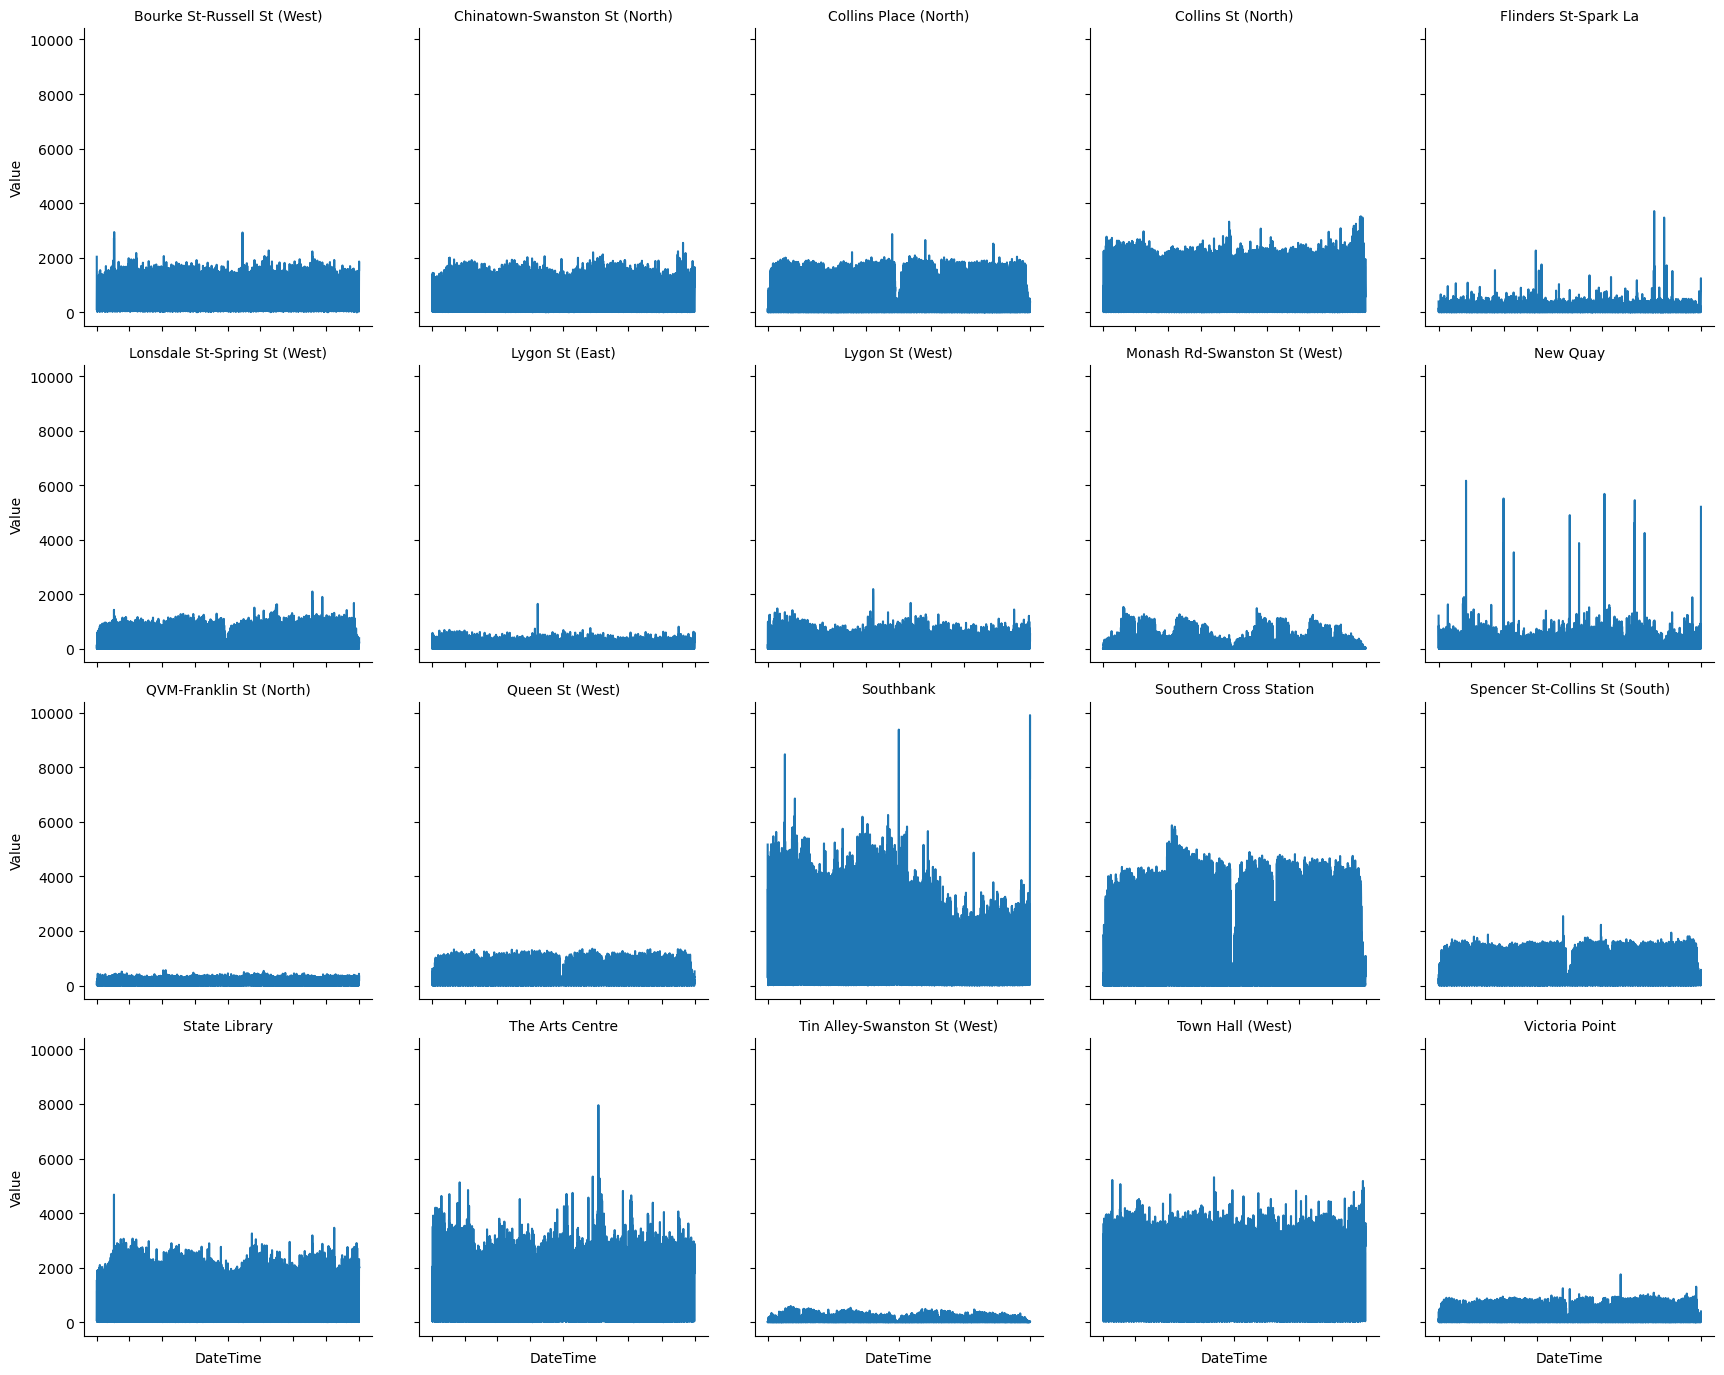 Bourke St-Russell St (West)
Chinatown-Swanston St (North)
Collins Place (North)
Collins St (North)
Flinders St-Spark La
10000
8000
6000
4000
2000
0
Value
Lonsdale St-Spring St (West)
Lygon St (East)
Lygon St (West)
Monash Rd-Swanston St (West)
New Quay
10000
8000
6000
4000
2000
0
Value
QVM-Franklin St (North)
Queen St (West)
Southbank
Southern Cross Station
Spencer St-Collins St (South)
10000
8000
6000
4000
2000
0
Value
State Library
The Arts Centre
Tin Alley-Swanston St (West)
Town Hall (West)
Victoria Point
10000
8000
6000
4000
2000
0
Value
DateTime
DateTime
DateTime
DateTime
DateTime